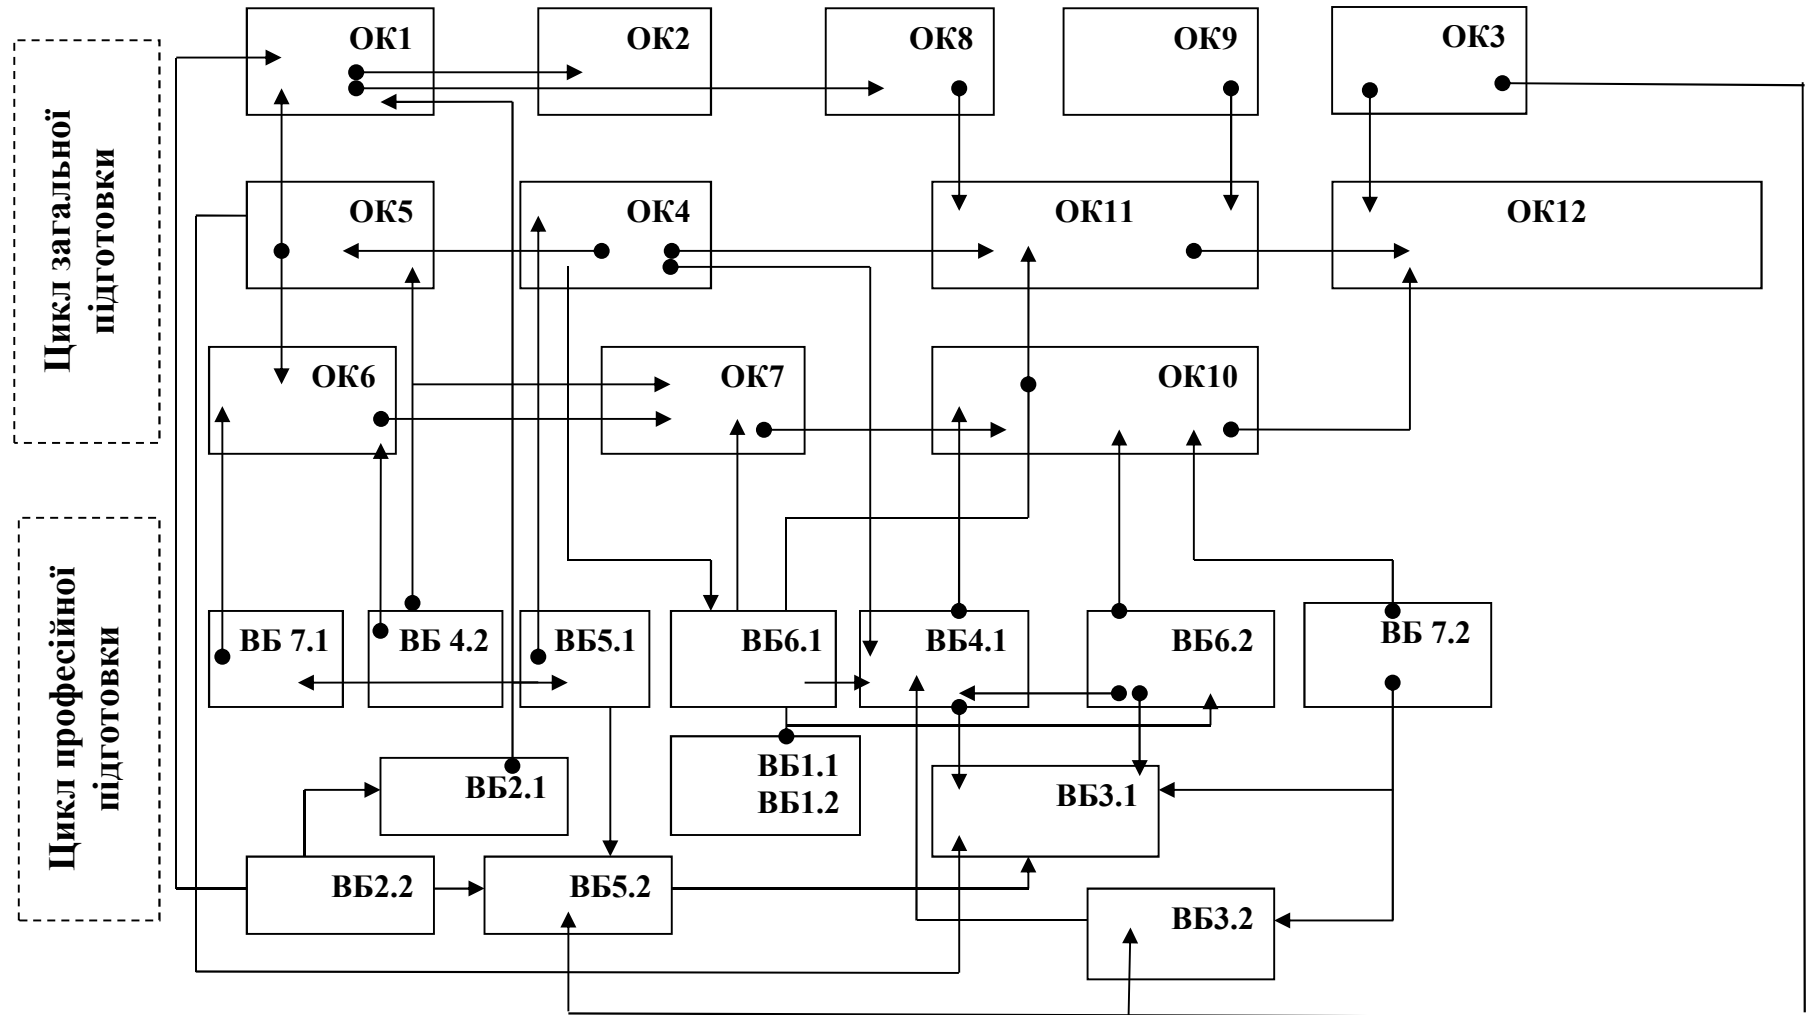 Цикл загальної
підготовки
ОК1
ОК2
ОК8
ОК9
ОК3
ОК5
ОК4
ОК11
ОК12
ОК6
ОК7
ОК10
Цикл професійної
підготовки
ВБ 7.1
ВБ 4.2
ВБ5.1
ВБ6.1
ВБ4.1
ВБ6.2
ВБ 7.2
ВБ2.1
ВБ1.1
ВБ1.2
ВБ3.1
ВБ2.2
ВБ5.2
ВБ3.2